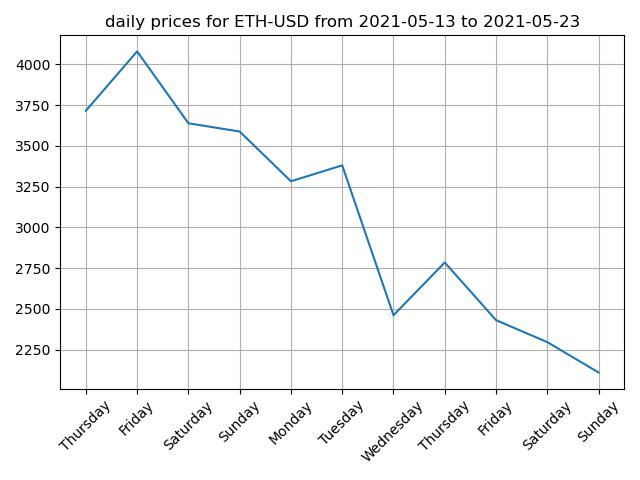 daily prices for ETH-USD from 2021-05-13 to 2021-05-23
4000
3750
3500
3250
3000
2750
2500
2250
Thursday
Friday
Saturday
Sunday
Monday
Tuesday
Wednesday
Thursday
Friday
Saturday
Sunday